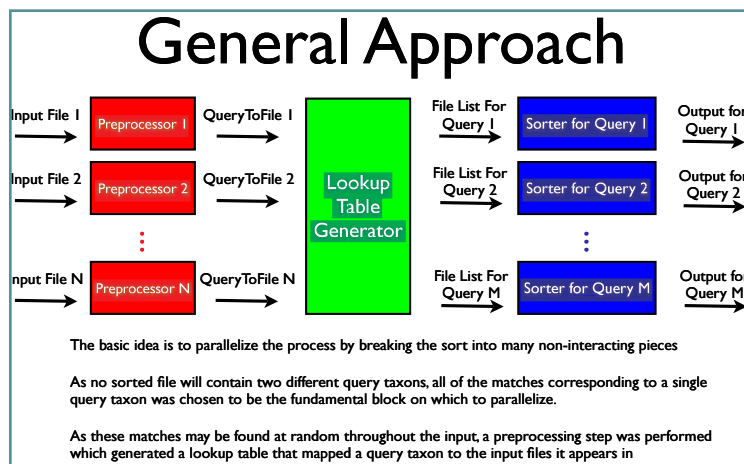 General Approach
Input File 1
Preprocessor 1
QueryToFile 1
File List For
Query 1
Sorter for Query 1
Output for
Query 1
Input File 2
Preprocessor 2
QueryToFile 2
File List For
Query 2
Sorter for Query 2
Output for
Query 2
Lookup
Table
Generator
Input File N
Preprocessor N
QueryToFile N
File List For
Query M
Sorter for Query M
Output for
Query M
The basic idea is to parallelize the process by breaking the sort into many non-interacting pieces
As no sorted file will contain two different query taxons, all of the matches corresponding to a single
query taxon was chosen to be the fundamental block on which to parallelize.
As these matches may be found at random throughout the input, a preprocessing step was performed
which generated a lookup table that mapped a query taxon to the input files it appears in